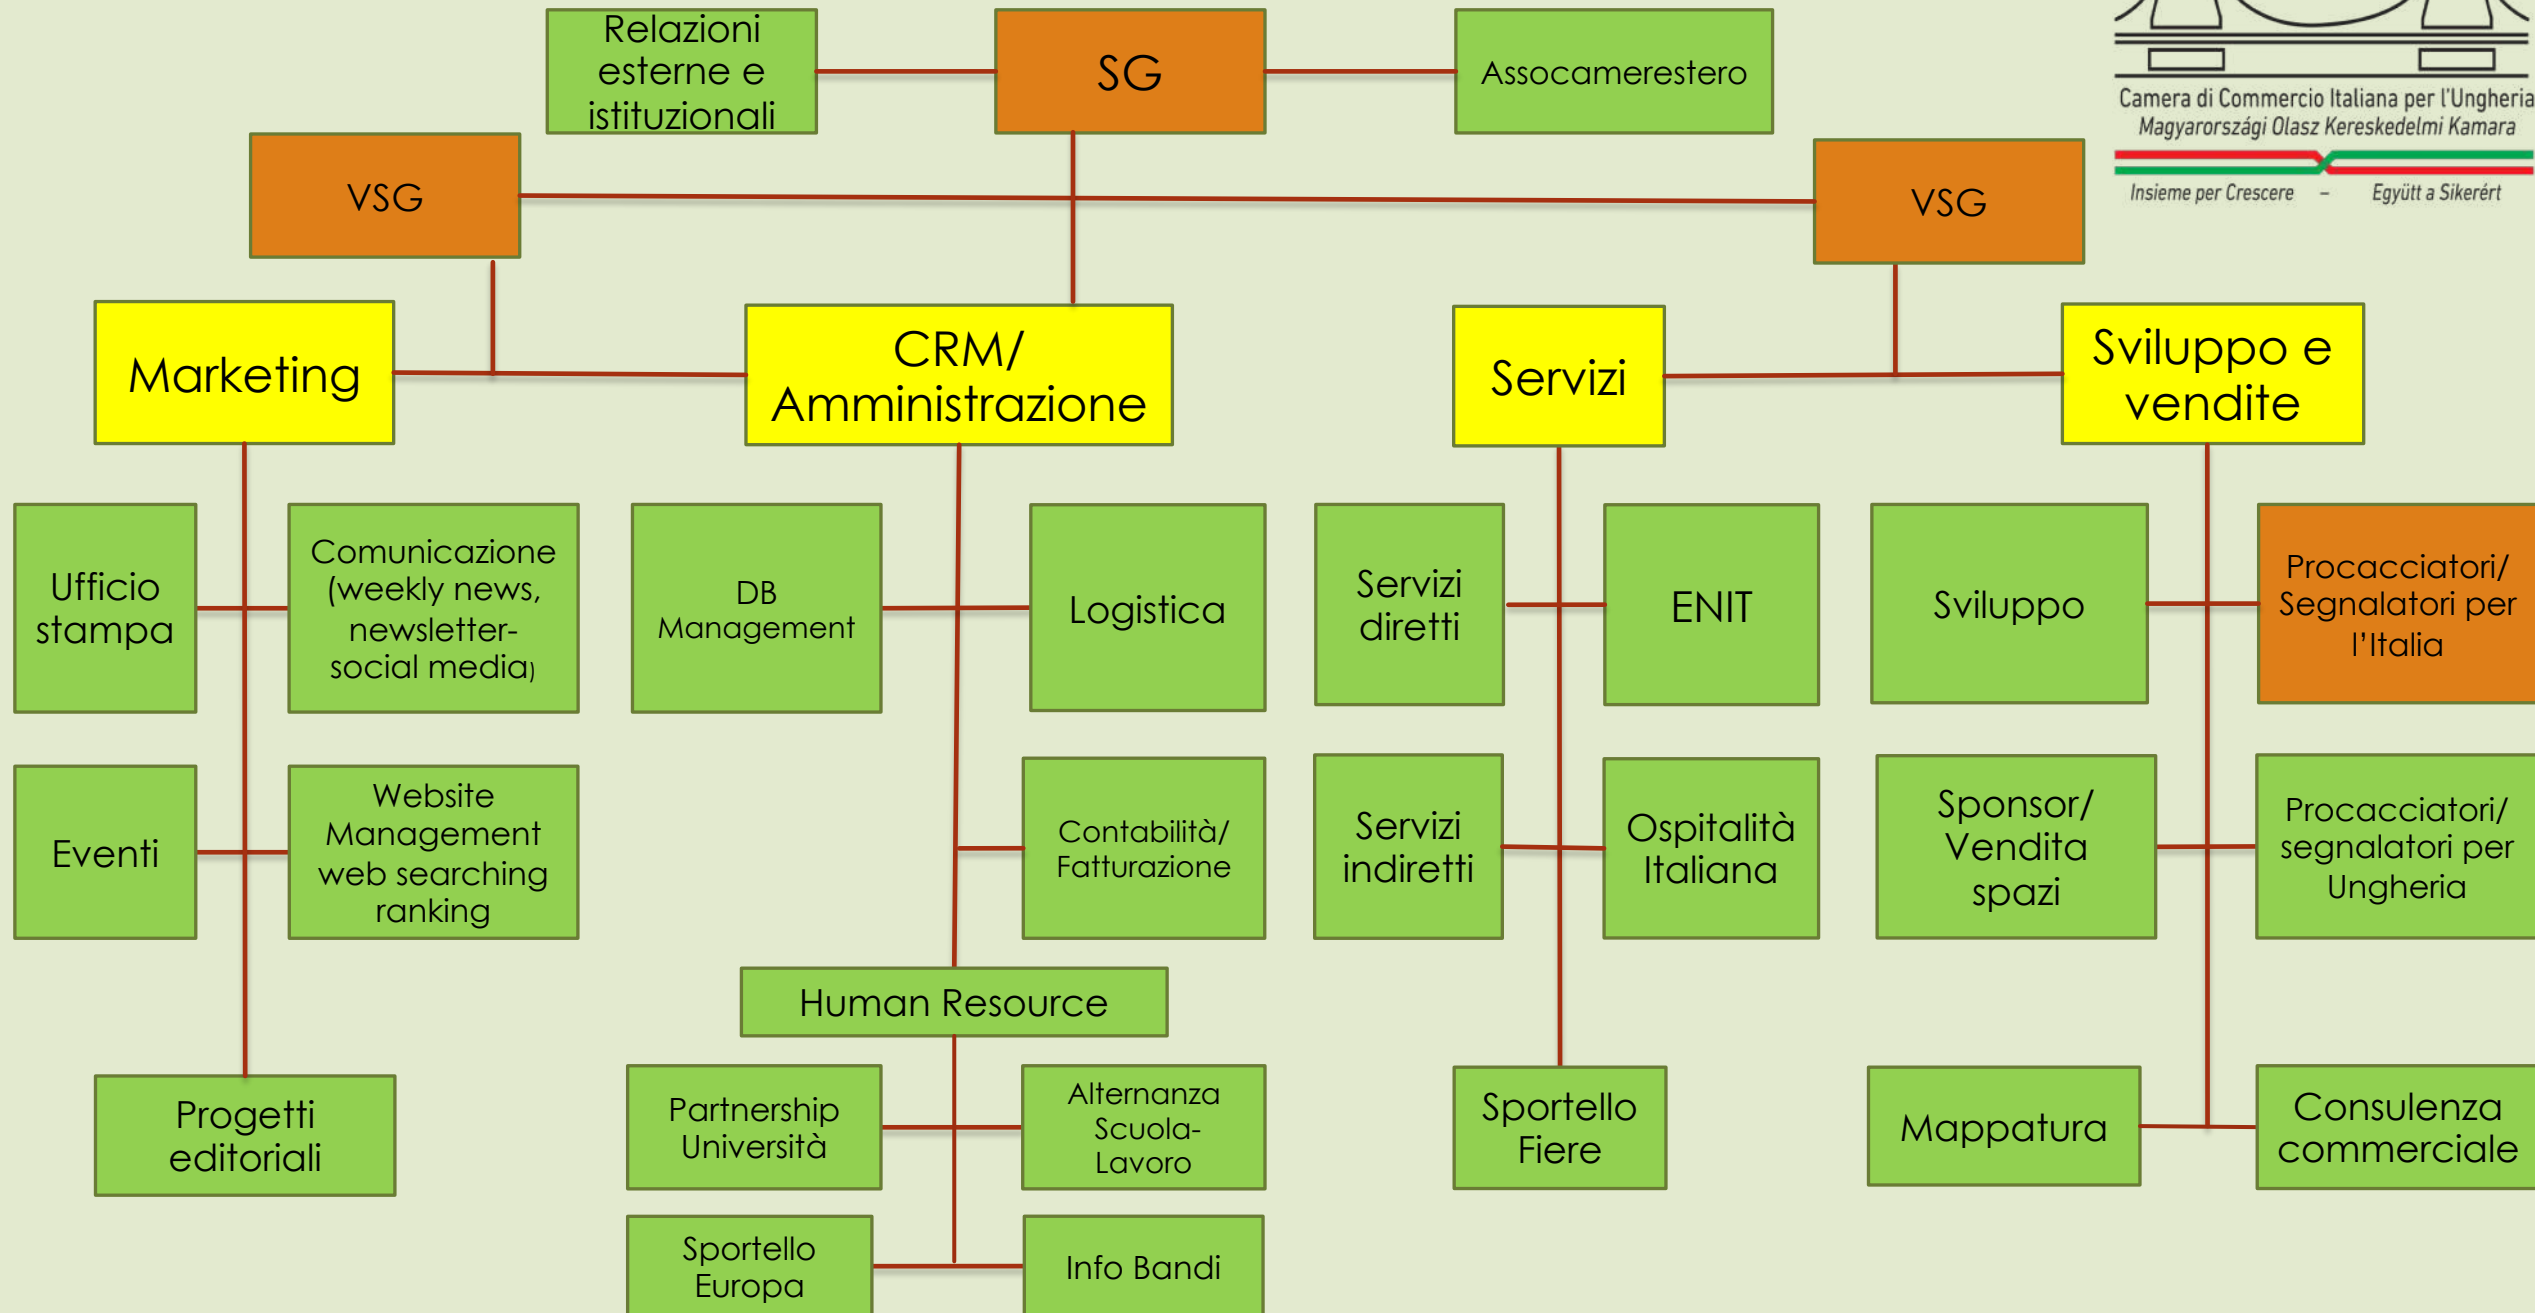 Relazioni
esterne e
istituzionali
SG
Assocamerestero
Camera di Commercio Italiana per l'Ungheria
Magyarországi Olasz Kereskedelmi Kamara
Insieme per Crescere – Együtt a Sikerért
VSG
VSG
Marketing
CRM/
Amministrazione
Servizi
Sviluppo e
vendite
Ufficio
stampa
Comunicazione
(weekly news,
newsletter-
social media)
DB
Management
Logistica
Servizi
diretti
ENIT
Sviluppo
Procacciatori/
Segnalatori per
l’Italia
Eventi
Website
Management
web searching
ranking
Contabilità/
Fatturazione
Servizi
indiretti
Ospitalità
Italiana
Sponsor/
Vendita
spazi
Procacciatori/
segnalatori per
Ungheria
Human Resource
Progetti
editoriali
Partnership
Università
Alternanza
Scuola-
Lavoro
Sportello
Fiere
Mappatura
Consulenza
commerciale
Sportello
Europa
Info Bandi